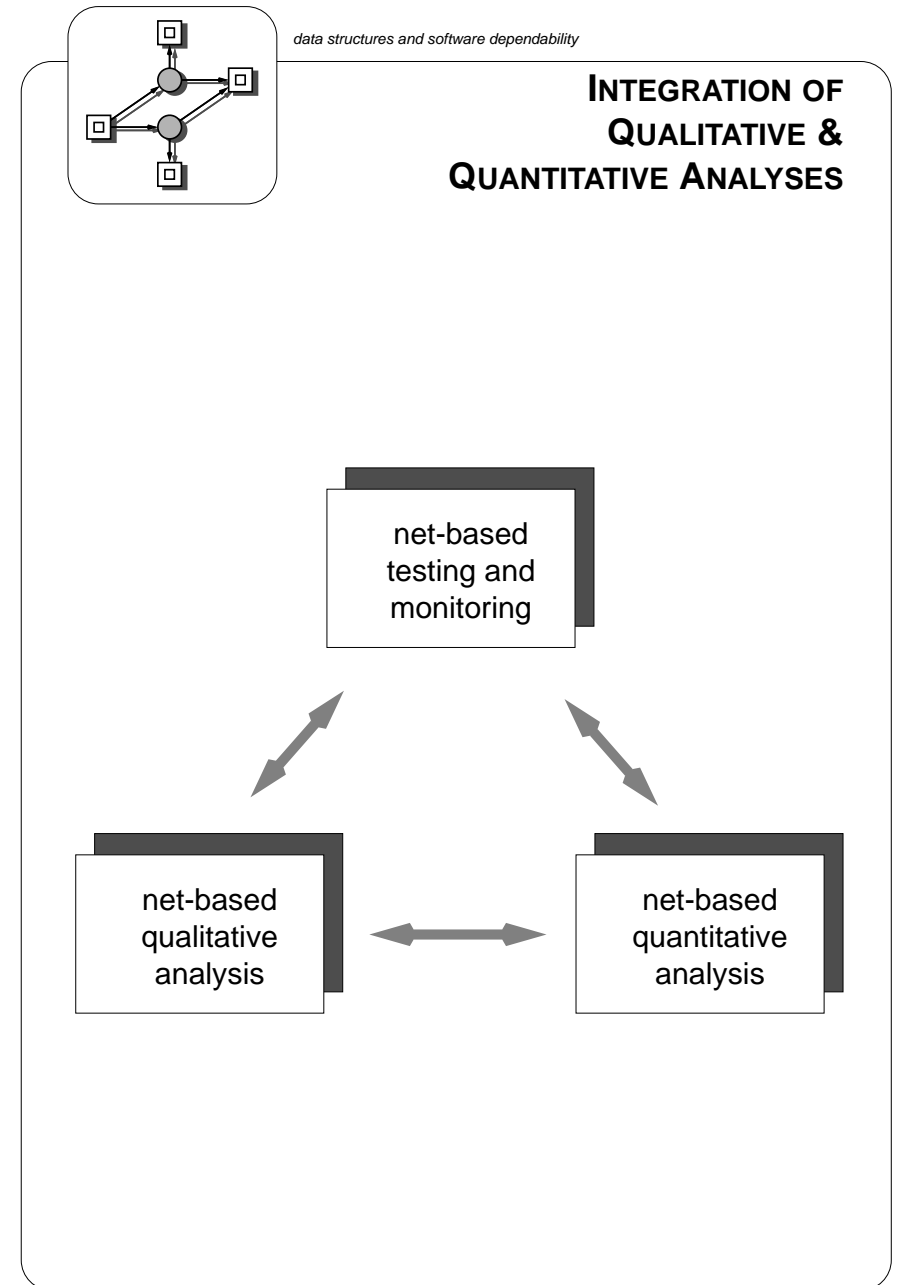 data structures and software dependability
INTEGRATION OF
QUALITATIVE &
QUANTITATIVE ANALYSES
net-based
testing and
monitoring
net-based
qualitative
analysis
net-based
quantitative
analysis